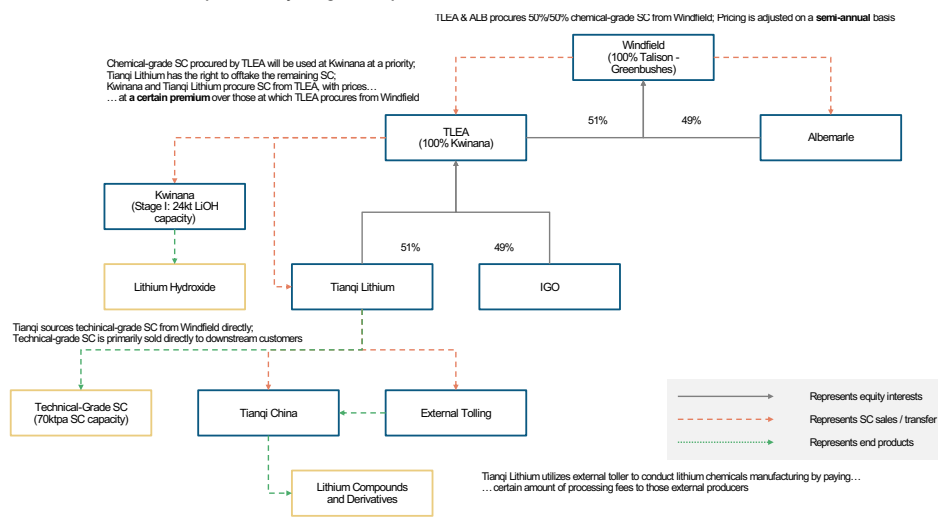 TLEA & ALB procures 50%/50% chemical-grade SC from Windfield; Pricing is adjusted on a semi-annual basis
Windfield
(100% Talison -
Greenbushes)
Chemical-grade SC procured by TLEA will be used at Kwinana at a priority;
Tianqi Lithium has the right to offtake the remaining SC;
Kwinana and Tianqi Lithium procure SC from TLEA, with prices…
… at a certain premium over those at which TLEA procures from Windfield
TLEA
(100% Kwinana)
51%
49%
Albemarle
Kwinana
(Stage I: 24kt LiOH
capacity)
51%
49%
Lithium Hydroxide
Tianqi Lithium
IGO
Tianqi sources techinical-grade SC from Windfield directly;
Technical-grade SC is primarily sold directly to downstream customers
Technical-Grade SC
(70ktpa SC capacity)
Tianqi China
External Tolling
Represents equity interests
Represents SC sales / transfer
Represents end products
Lithium Compounds
and Derivatives
Tianqi Lithium utilizes external toller to conduct lithium chemicals manufacturing by paying…
… certain amount of processing fees to those external producers